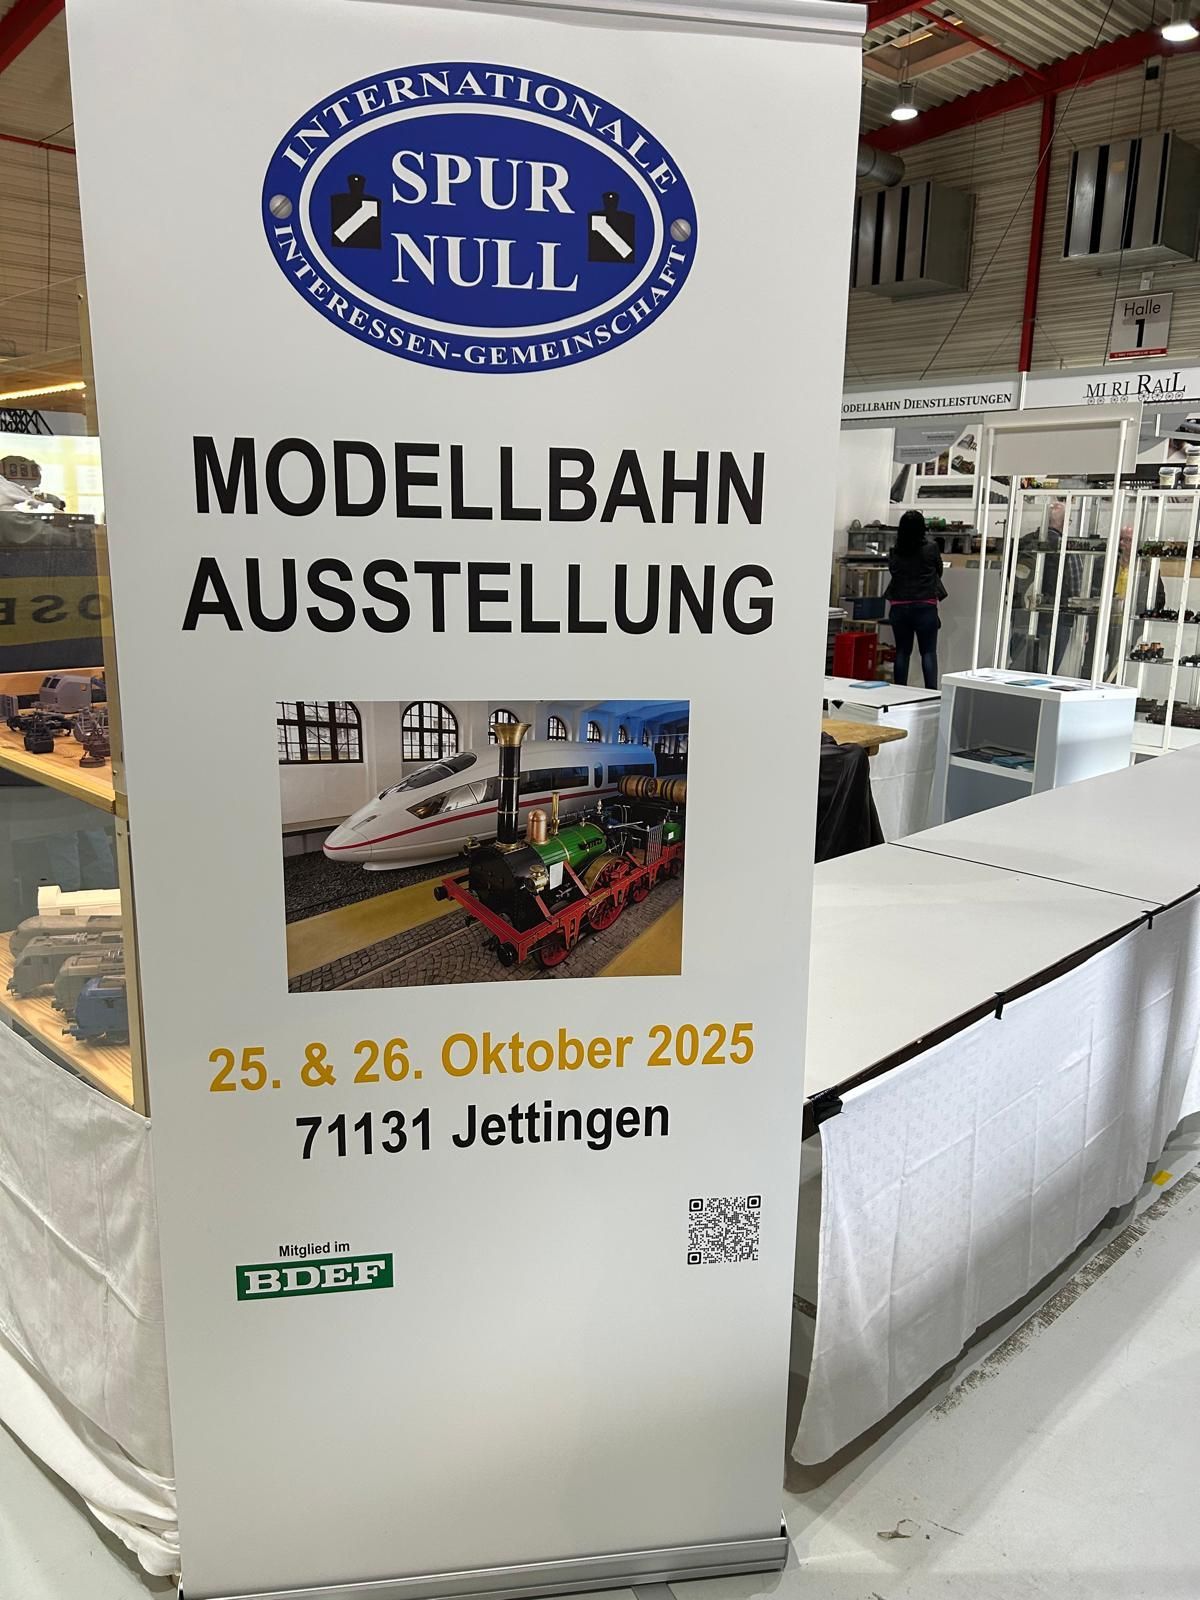 INTERNATIONALE
SPUR
NULL
INTERESSEN-GEMEINSCHAFT
MODELLBAHN
AUSSTELLUNG
25. & 26. Oktober 2025
71131 Jettingen
Mitglied im
BDEF
Halle
1
MODELLBAHN DIENSTLEISTUNGEN
MI RI RAIL